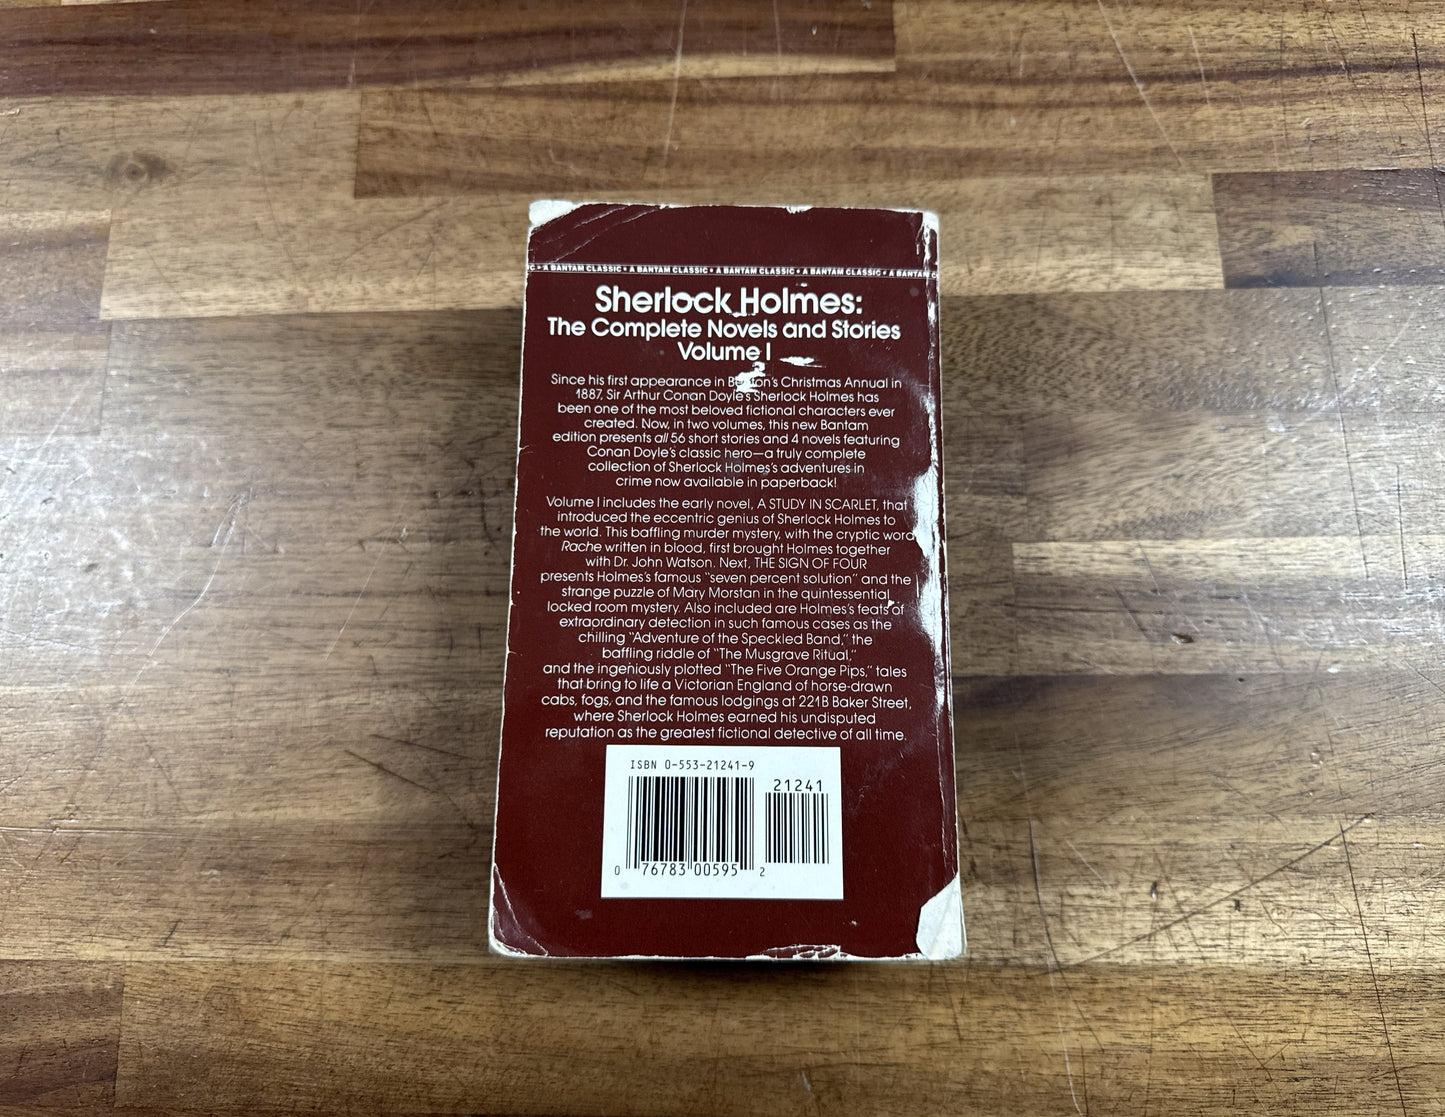 C • A BANTAM CLASSIC • A BANTAM CLASSIC • A BANTAM CLASSIC • A BANTAM CLASSIC • A BANTAM C
Sherlock Holmes:
The Complete Novels and Stories
Volume I
Since his first appearance in Christmas Annual in
1887, Sir Arthur Conan Doyle's Sherlock Holmes has
been one of the most beloved fictional characters ever
created. Now, in two volumes, this new Bantam
edition presents all 56 short stories and 4 novels featuring
Conan Doyle's classic hero—a truly complete
collection of Sherlock Holmes's adventures in
crime now available in paperback!
Volume I includes the early novel, A STUDY IN SCARLET, that
introduced the eccentric genius of Sherlock Holmes to
the world. This baffling murder mystery, with the cryptic word
Rache written in blood, first brought Holmes together
with Dr. John Watson. Next, THE SIGN OF FOUR
presents Holmes's famous "seven percent solution" and the
strange puzzle of Mary Morstan in the quintessential
locked room mystery. Also included are Holmes's feats of
extraordinary detection in such famous cases as the
chilling "Adventure of the Speckled Band," the
baffling riddle of "The Musgrave Ritual,"
and the ingeniously plotted "The Five Orange Pips," tales
that bring to life a Victorian England of horse-drawn
cabs, fogs, and the famous lodgings at 221B Baker Street,
where Sherlock Holmes earned his undisputed
reputation as the greatest fictional detective of all time.
ISBN 0-553-21241-9
21241
0 76783 00595 2